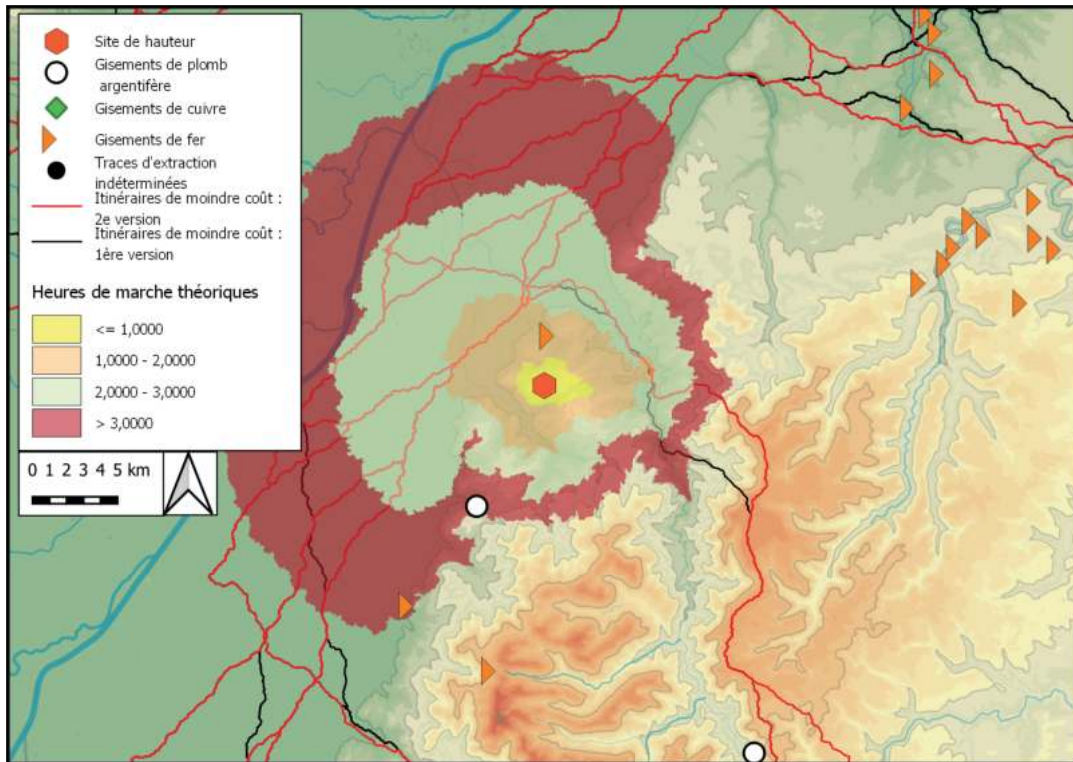 Site de hauteur
Gisements de plomb
argentifère
Gisements de cuivre
Gisements de fer
Traces d'extraction
indéterminées
Itinéraires de moindre coût :
2e version
Itinéraires de moindre coût :
1ère version
Heures de marche théoriques
<= 1,0000
1,0000 - 2,0000
2,0000 - 3,0000
> 3,0000
0 1 2 3 4 5 km